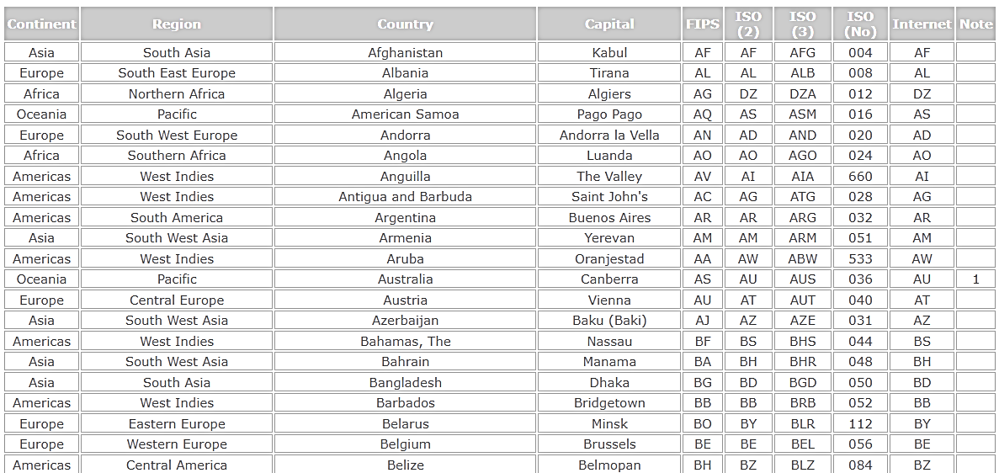 Continent Region Country Capital FIPS ISO (2) ISO (3) ISO (No) Internet Note
Asia South Asia Afghanistan Kabul AF AF AFG 004 AF
Europe South East Europe Albania Tirana AL AL ALB 008 AL
Africa Northern Africa Algeria Algiers AG DZ DZA 012 DZ
Oceania Pacific American Samoa Pago Pago AQ AS ASM 016 AS
Europe South West Europe Andorra Andorra la Vella AN AD AND 020 AD
Africa Southern Africa Angola Luanda AO AO AGO 024 AO
Americas West Indies Anguilla The Valley AV AI AIA 660 AI
Americas West Indies Antigua and Barbuda Saint John's AC AG ATG 028 AG
Americas South America Argentina Buenos Aires AR AR ARG 032 AR
Asia South West Asia Armenia Yerevan AM AM ARM 051 AM
Americas West Indies Aruba Oranjestad AA AW ABW 533 AW
Oceania Pacific Australia Canberra AS AU AUS 036 AU 1
Europe Central Europe Austria Vienna AU AT AUT 040 AT
Asia South West Asia Azerbaijan Baku (Baki) AJ AZ AZE 031 AZ
Americas West Indies Bahamas, The Nassau BF BS BHS 044 BS
Asia South West Asia Bahrain Manama BA BH BHR 048 BH
Asia South Asia Bangladesh Dhaka BG BD BGD 050 BD
Americas West Indies Barbados Bridgetown BB BB BRB 052 BB
Europe Eastern Europe Belarus Minsk BO BY BLR 112 BY
Europe Western Europe Belgium Brussels BE BE BEL 056 BE
Americas Central America Belize Belmopan BH BZ BLZ 084 BZ